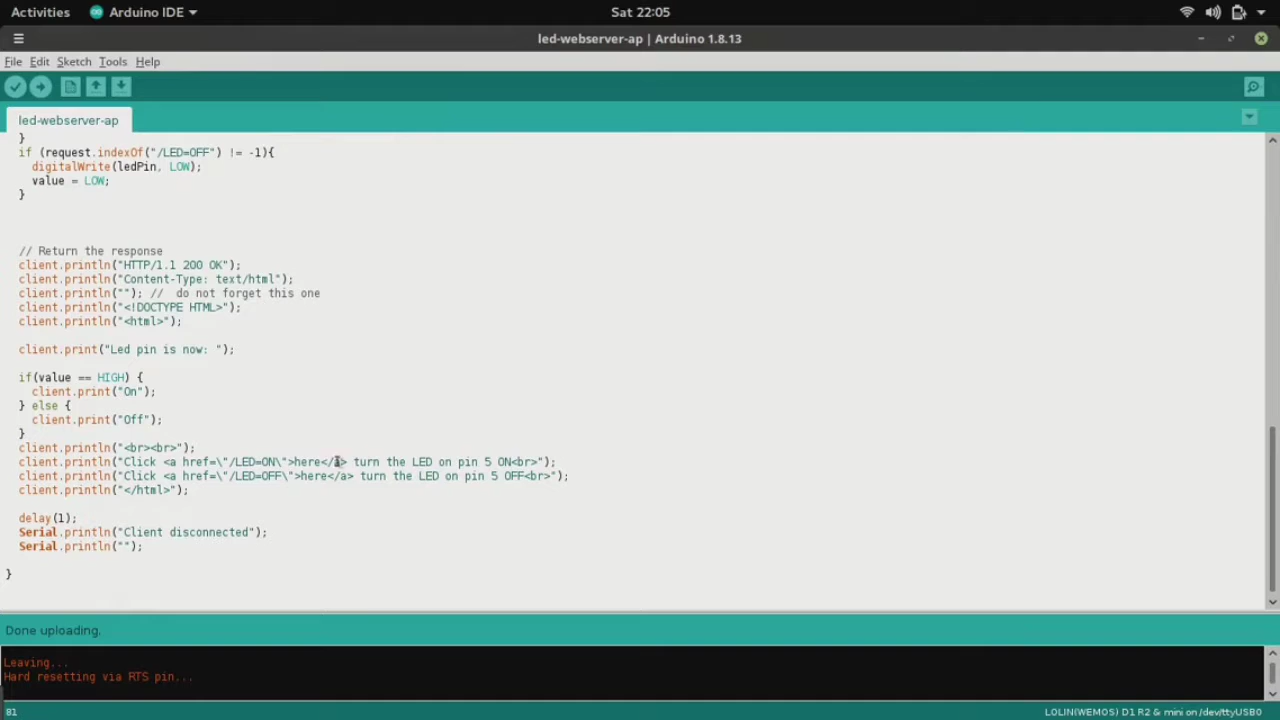 Activities Arduino IDE Sat 22:05
led-webserver-ap | Arduino 1.8.13
File Edit Sketch Tools Help
led-webserver-ap
}
if (request.indexOf("/LED=OFF") != -1){
digitalWrite(ledPin, LOW);
value = LOW;
}
// Return the response
client.println("HTTP/1.1 200 OK");
client.println("Content-Type: text/html");
client.println(""); //  do not forget this one
client.println("<!DOCTYPE HTML>");
client.println("<html>");
client.print("Led pin is now: ");
if(value == HIGH) {
client.print("On");
} else {
client.print("Off");
}
client.println("<br><br>");
client.println("Click <a href=\"/LED=ON\">here</a> turn the LED on pin 5 ON<br>");
client.println("Click <a href=\"/LED=OFF\">here</a> turn the LED on pin 5 OFF<br>");
client.println("</html>");
delay(1);
Serial.println("Client disconnected");
Serial.println("");
}
Done uploading.
Leaving...
Hard resetting via RTS pin...
81 LOLIN(WEMOS) D1 R2 & mini on /dev/ttyUSB0